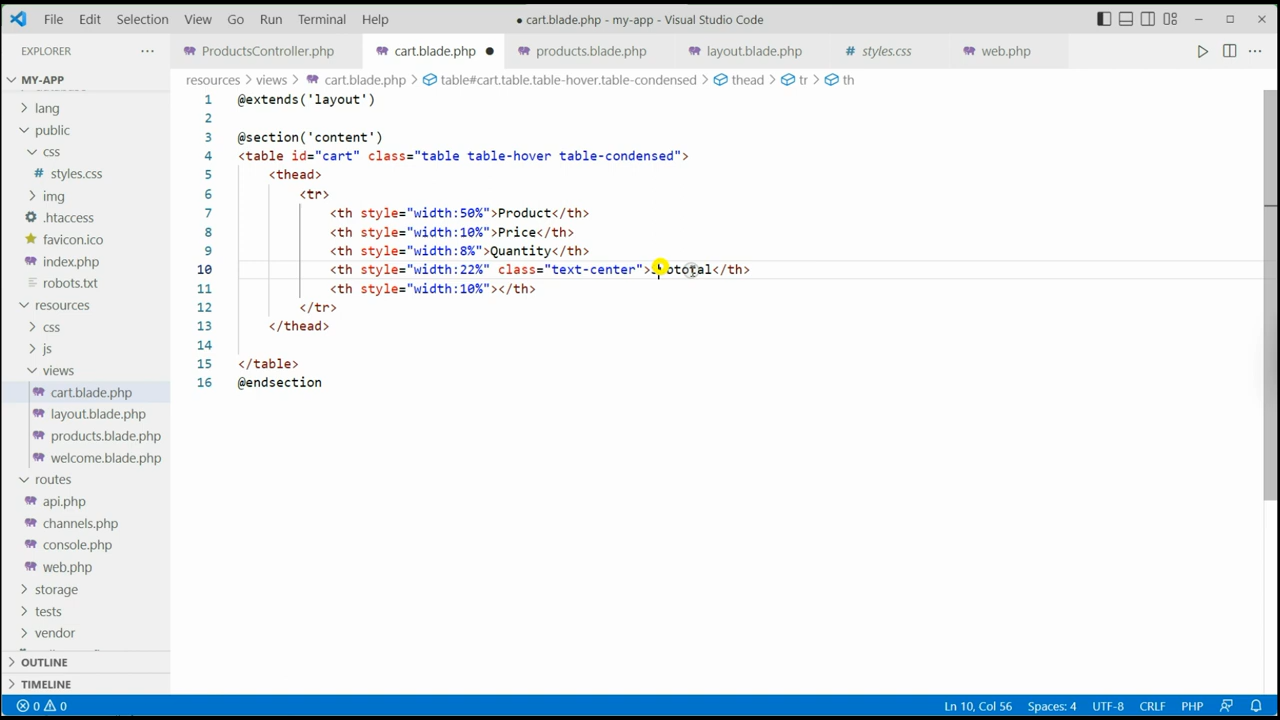 File Edit Selection View Go Run Terminal Help
● cart.blade.php - my-app - Visual Studio Code
EXPLORER
ProductsController.php
cart.blade.php
products.blade.php
layout.blade.php
styles.css
web.php
MY-APP
lang
public
css
styles.css
img
.htaccess
favicon.ico
index.php
robots.txt
resources
css
js
views
cart.blade.php
layout.blade.php
products.blade.php
welcome.blade.php
routes
api.php
channels.php
console.php
web.php
storage
tests
vendor
OUTLINE
TIMELINE
resources > views > cart.blade.php > table#cart.table.table-hover.table-condensed > thead > tr > th
1 @extends('layout')
2
3 @section('content')
4 <table id="cart" class="table table-hover table-condensed">
5 <thead>
6 <tr>
7 <th style="width:50%">Product</th>
8 <th style="width:10%">Price</th>
9 <th style="width:8%">Quantity</th>
10 <th style="width:22%" class="text-center"></th>
11 <th style="width:10%"></th>
12 </tr>
13 </thead>
14
15 </table>
16 @endsection
0 0
Ln 10, Col 56 Spaces: 4 UTF-8 CRLF PHP